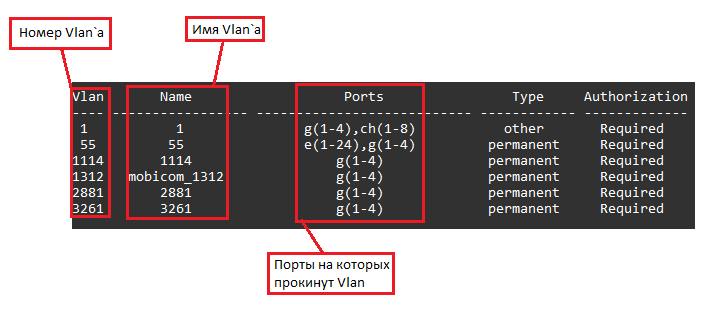 Номер Vlan`а
Имя Vlan`а
Vlan Name Ports Type Authorization
---- ----------------- --------------------------- ------------ -------------
1 1 g(1-4),ch(1-8) other Required
55 55 e(1-24),g(1-4) permanent Required
1114 1114 g(1-4) permanent Required
1312 mobicom_1312 g(1-4) permanent Required
2881 2881 g(1-4) permanent Required
3261 3261 g(1-4) permanent Required
Порты на которых
прокинут Vlan